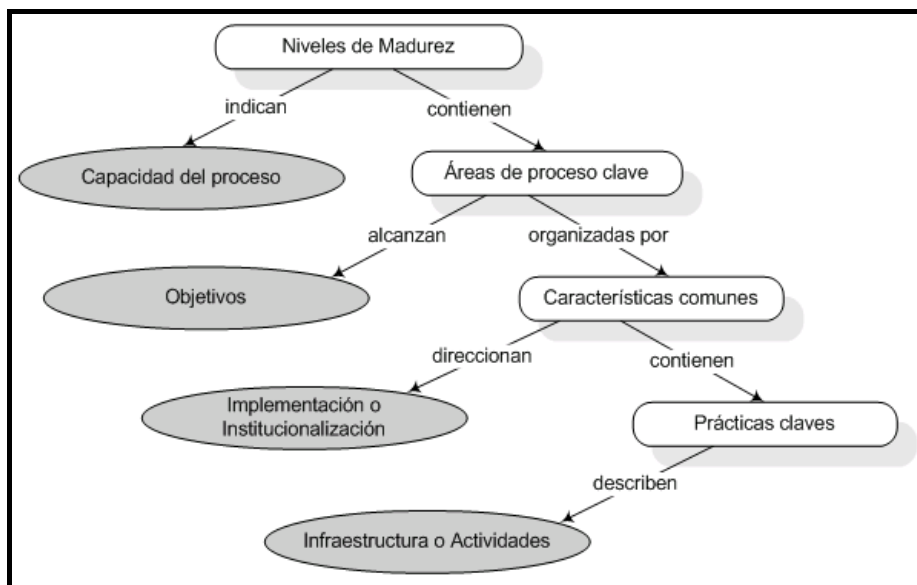 Niveles de Madurez
indican
contienen
Capacidad del proceso
Áreas de proceso clave
alcanzan
organizadas por
Objetivos
Características comunes
direccionan
contienen
Implementación o
Institucionalización
Prácticas claves
describen
Infraestructura o Actividades